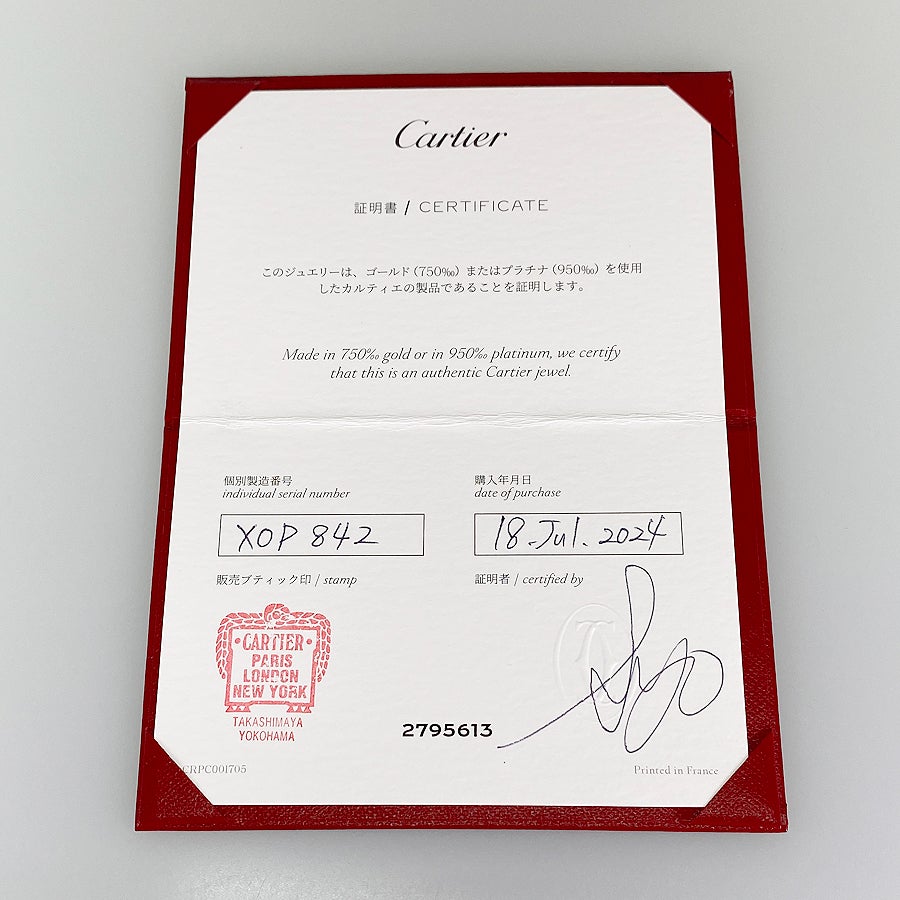 Cartier
証明書 / CERTIFICATE
このジュエリーは、ゴールド（750‰）またはプラチナ（950‰）を使用
したカルティエの製品であることを証明します。
Made in 750‰ gold or in 950‰ platinum, we certify
that this is an authentic Cartier jewel.
個別製造番号
individual serial number
XOP 842
購入年月日
date of purchase
18. Jul. 2024
販売ブティック印 / stamp
CARTIER
PARIS
LONDON
NEW YORK
TAKASHIMAYA
YOKOHAMA
証明者 / certified by
2795613
CRPC001705
Printed in France